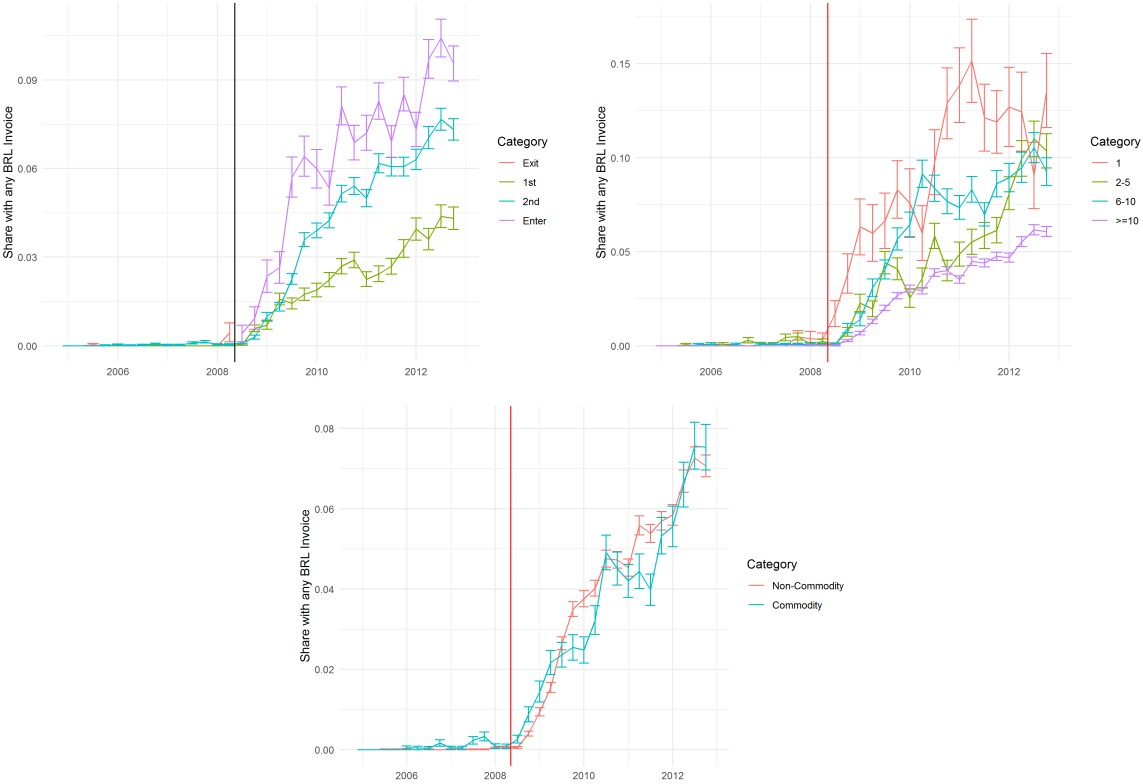 Share with any BRL Invoice
0.09
0.06
0.03
0.00
2006
2008
2010
2012
Category
Exit
1st
2nd
Enter
Share with any BRL Invoice
0.15
0.10
0.05
0.00
2006
2008
2010
2012
Category
1
2-5
6-10
>=10
Share with any BRL Invoice
0.08
0.06
0.04
0.02
0.00
2006
2008
2010
2012
Category
Non-Commodity
Commodity